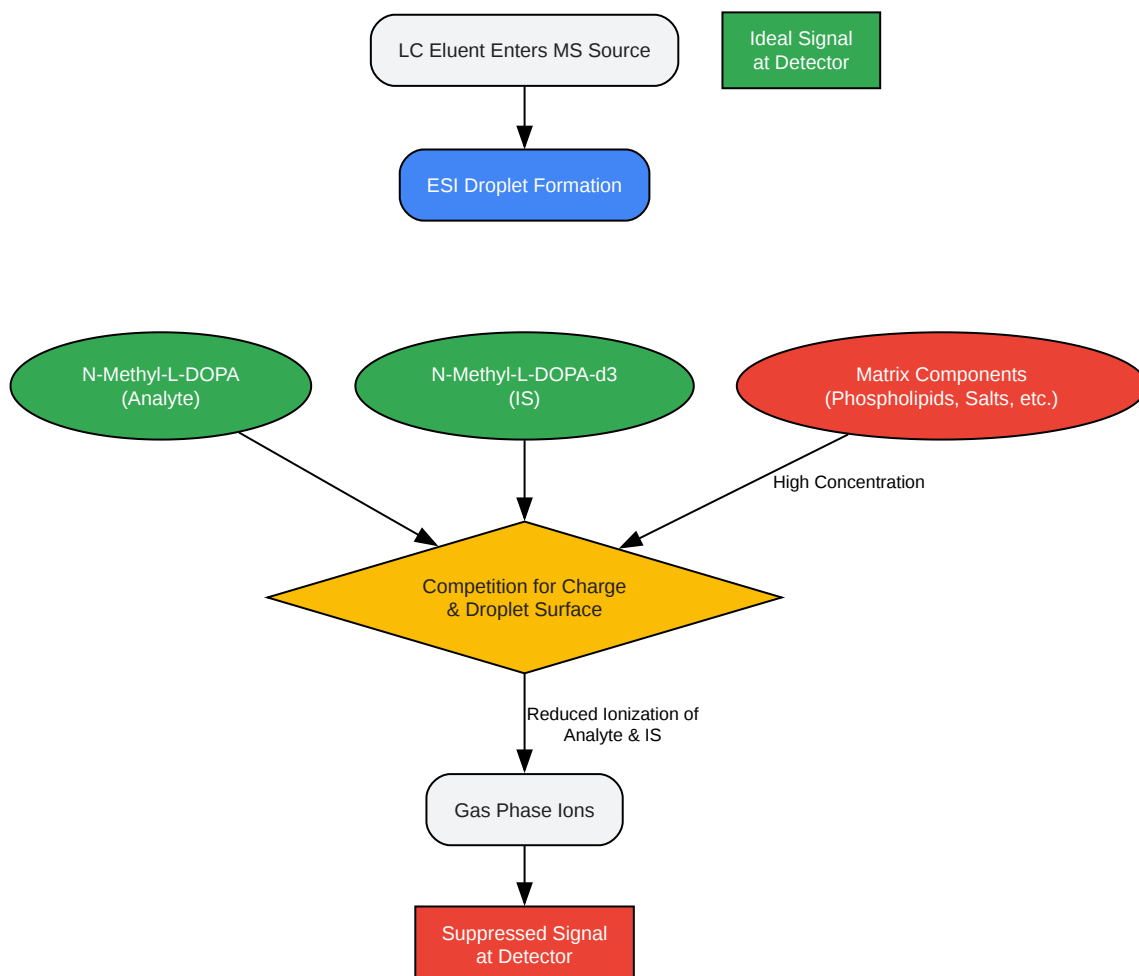 LC Eluent Enters MS Source
Ideal Signal
at Detector
ESI Droplet Formation
N-Methyl-L-DOPA
(Analyte)
N-Methyl-L-DOPA-d3
(IS)
Matrix Components
(Phospholipids, Salts, etc.)
High Concentration
Competition for Charge
& Droplet Surface
Reduced Ionization of
Analyte & IS
Gas Phase Ions
Suppressed Signal
at Detector